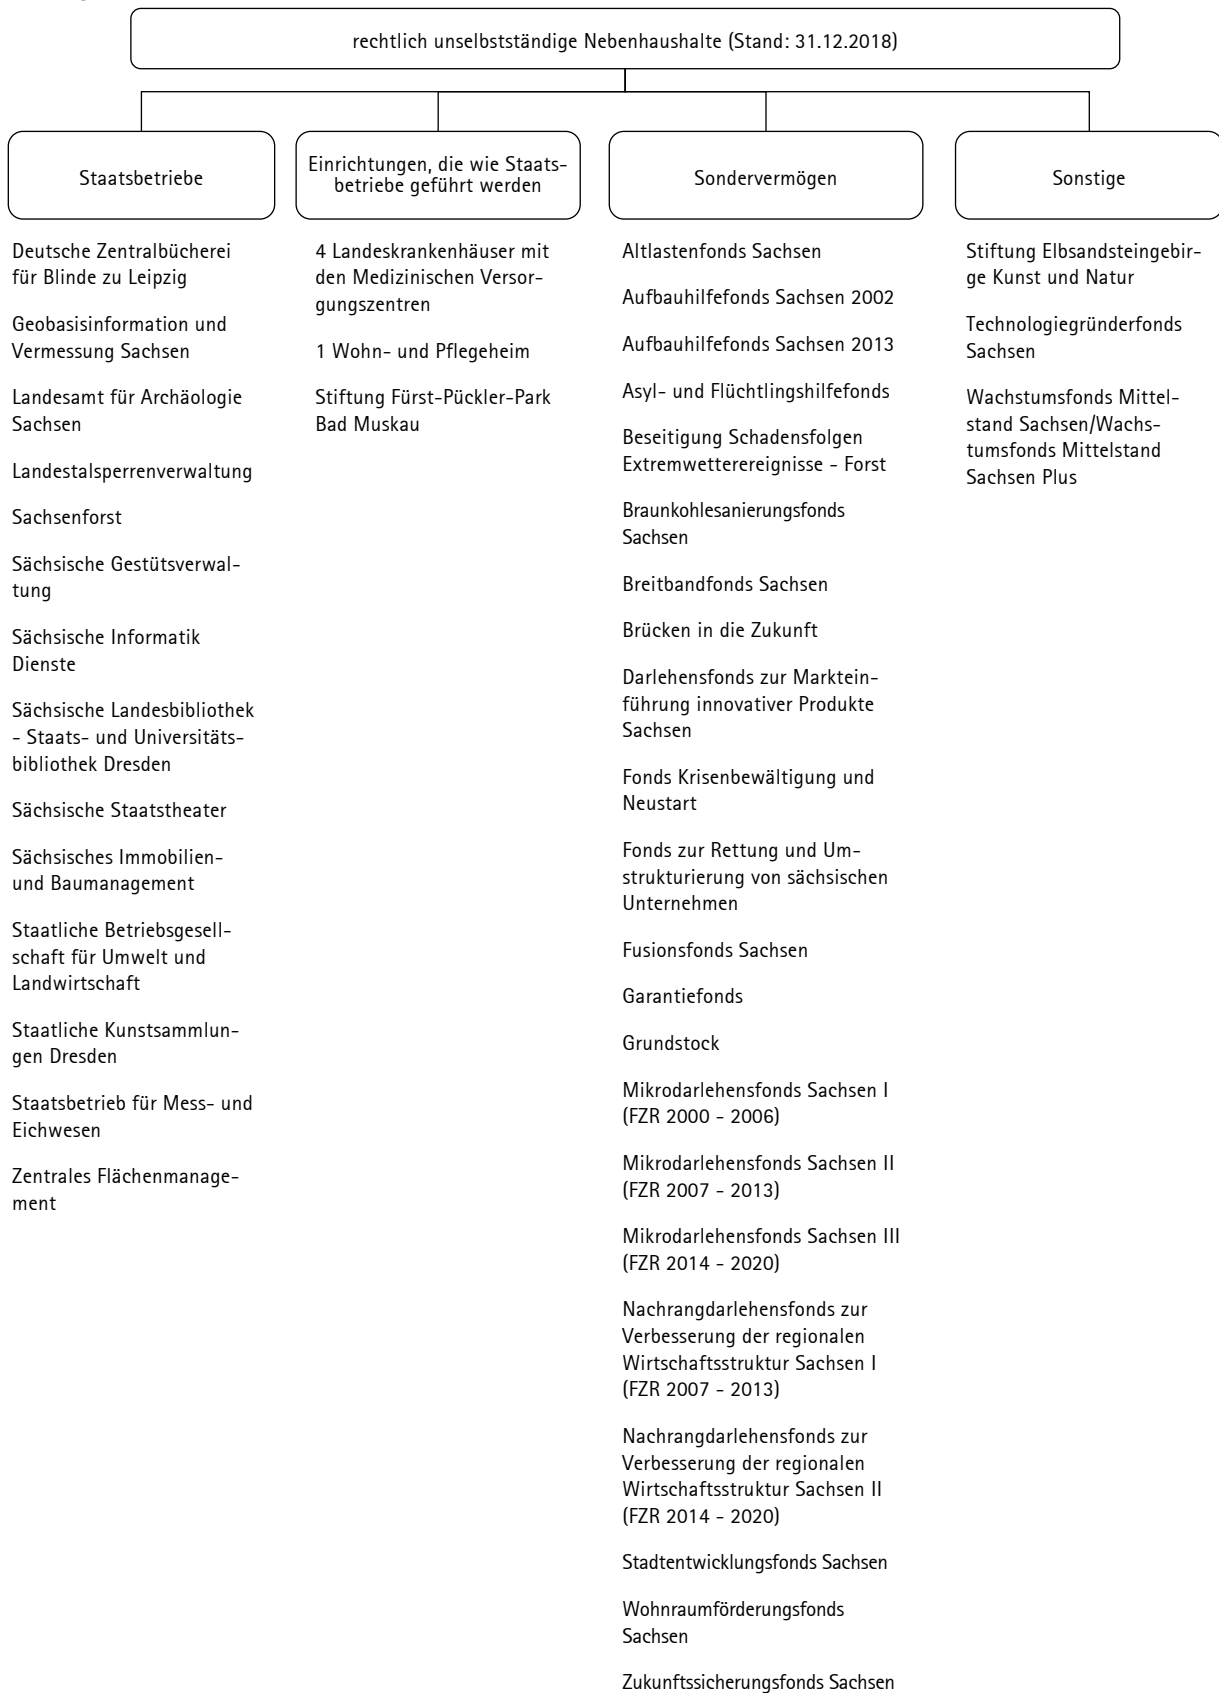 rechtlich unselbstständige Nebenhaushalte (Stand: 31.12.2018)
Staatsbetriebe
Deutsche Zentralbücherei
für Blinde zu Leipzig
Geobasisinformation und
Vermessung Sachsen
Landesamt für Archäologie
Sachsen
Landestalsperrenverwaltung
Sachsenforst
Sächsische Gestütsverwal-
tung
Sächsische Informatik
Dienste
Sächsische Landesbibliothek
- Staats- und Universitäts-
bibliothek Dresden
Sächsische Staatstheater
Sächsisches Immobilien-
und Baumanagement
Staatliche Betriebsgesell-
schaft für Umwelt und
Landwirtschaft
Staatliche Kunstsammlun-
gen Dresden
Staatsbetrieb für Mess- und
Eichwesen
Zentrales Flächenmanage-
ment
Einrichtungen, die wie Staats-
betriebe geführt werden
4 Landeskrankenhäuser mit
den Medizinischen Versor-
gungszentren
1 Wohn- und Pflegeheim
Stiftung Fürst-Pückler-Park
Bad Muskau
Sondervermögen
Altlastenfonds Sachsen
Aufbauhilfefonds Sachsen 2002
Aufbauhilfefonds Sachsen 2013
Asyl- und Flüchtlingshilfefonds
Beseitigung Schadensfolgen
Extremwetterereignisse - Forst
Braunkohlesanierungsfonds
Sachsen
Breitbandfonds Sachsen
Brücken in die Zukunft
Darlehensfonds zur Marktein-
führung innovativer Produkte
Sachsen
Fonds Krisenbewältigung und
Neustart
Fonds zur Rettung und Um-
strukturierung von sächsischen
Unternehmen
Fusionsfonds Sachsen
Garantiefonds
Grundstock
Mikrodarlehensfonds Sachsen I
(FZR 2000 - 2006)
Mikrodarlehensfonds Sachsen II
(FZR 2007 - 2013)
Mikrodarlehensfonds Sachsen III
(FZR 2014 - 2020)
Nachrangdarlehensfonds zur
Verbesserung der regionalen
Wirtschaftsstruktur Sachsen I
(FZR 2007 - 2013)
Nachrangdarlehensfonds zur
Verbesserung der regionalen
Wirtschaftsstruktur Sachsen II
(FZR 2014 - 2020)
Stadtentwicklungsfonds Sachsen
Wohnraumförderungsfonds
Sachsen
Zukunftssicherungsfonds Sachsen
Sonstige
Stiftung Elbsandsteingebir-
ge Kunst und Natur
Technologiegründerfonds
Sachsen
Wachstumsfonds Mittel-
stand Sachsen/Wachs-
tumsfonds Mittelstand
Sachsen Plus